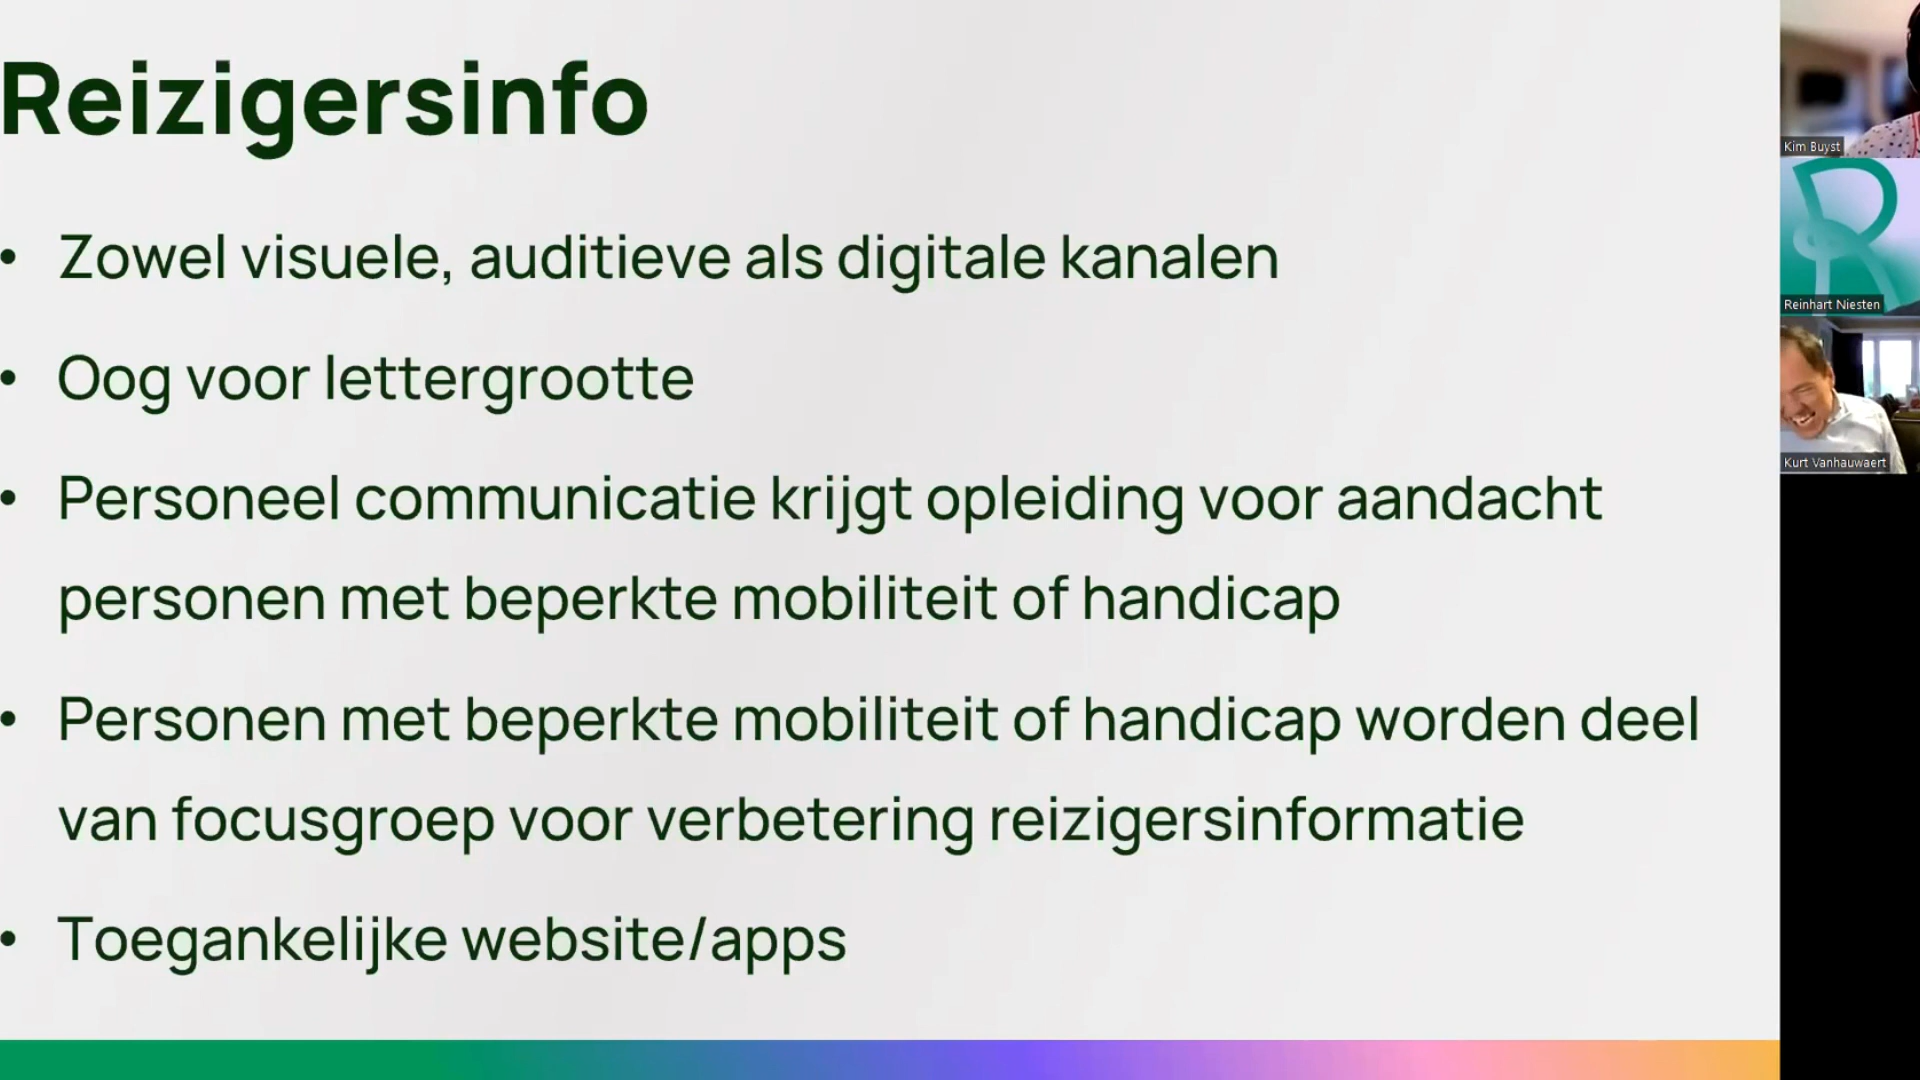 Reizigersinfo
• Zowel visuele, auditieve als digitale kanalen
• Oog voor lettergrootte
• Personeel communicatie krijgt opleiding voor aandacht
personen met beperkte mobiliteit of handicap
• Personen met beperkte mobiliteit of handicap worden deel
van focusgroep voor verbetering reizigersinformatie
• Toegankelijke website/apps
Kim Buyst
Reinhart Niesten
Kurt Vanhauwaert